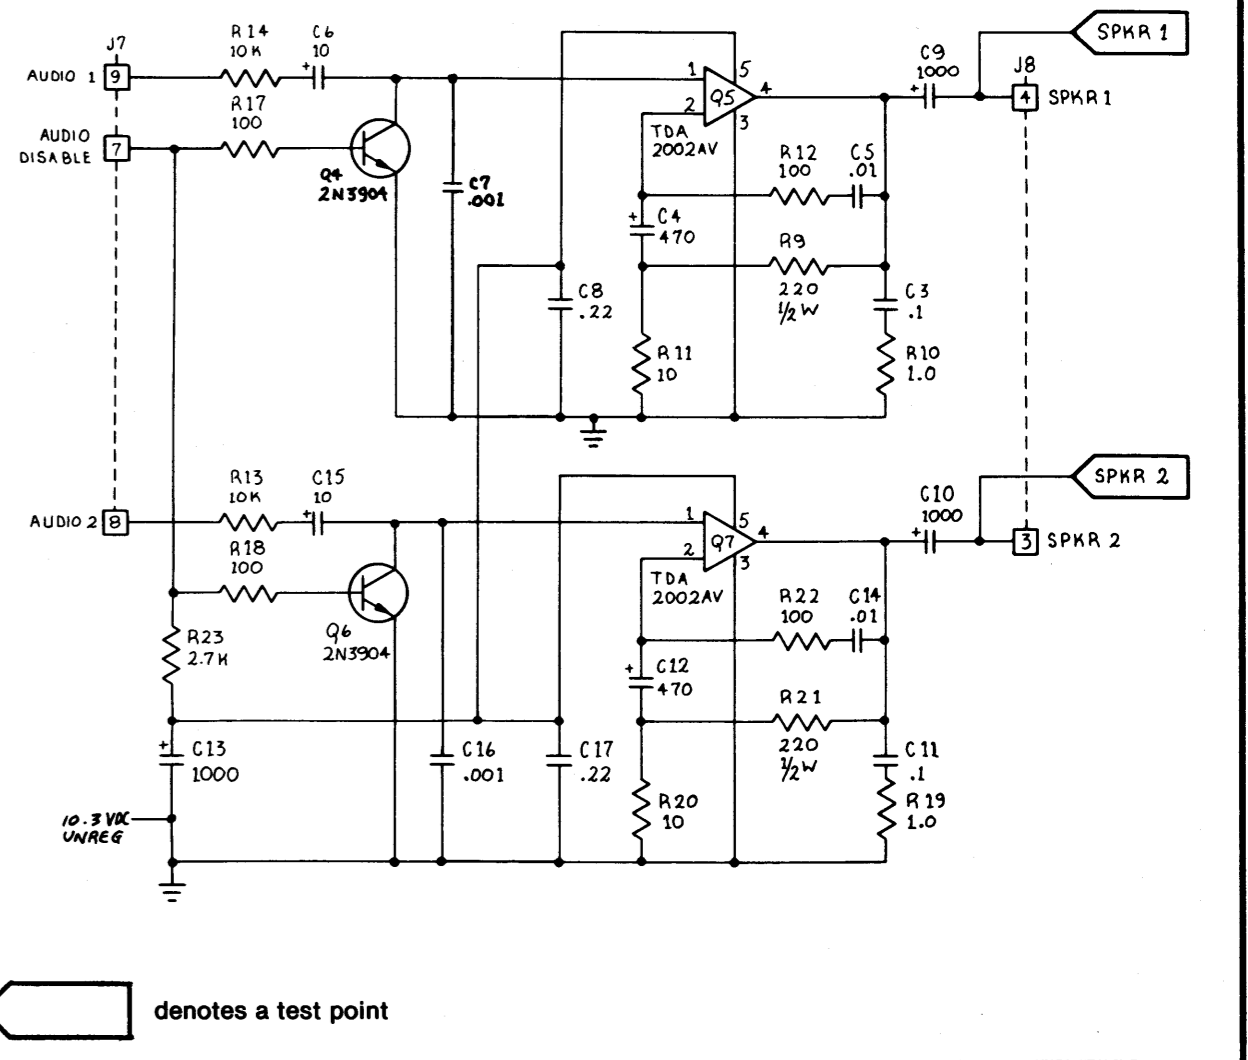 J7
R14
10K
C6
+
10
AUDIO 1
9
R17
100
AUDIO
DISABLE
7
Q4
2N3904
C7
.001
1
5
Q5
4
2
3
TDA
2002AV
C9
1000
+
SPKR 1
J8
4
SPKR 1
R12
100
C5
.01
+
C4
470
R9
220
1/2W
C8
.22
C3
.1
R11
10
R10
1.0
R13
10K
C15
+
10
AUDIO 2
8
R18
100
Q6
2N3904
R23
2.7K
1
5
Q7
4
2
3
TDA
2002AV
C10
1000
+
SPKR 2
3
SPKR 2
R22
100
C14
.01
+
C12
470
R21
220
1/2W
+
C13
1000
C16
.001
C17
.22
C11
.1
R20
10
R19
1.0
10.3 VDC
UNREG
denotes a test point